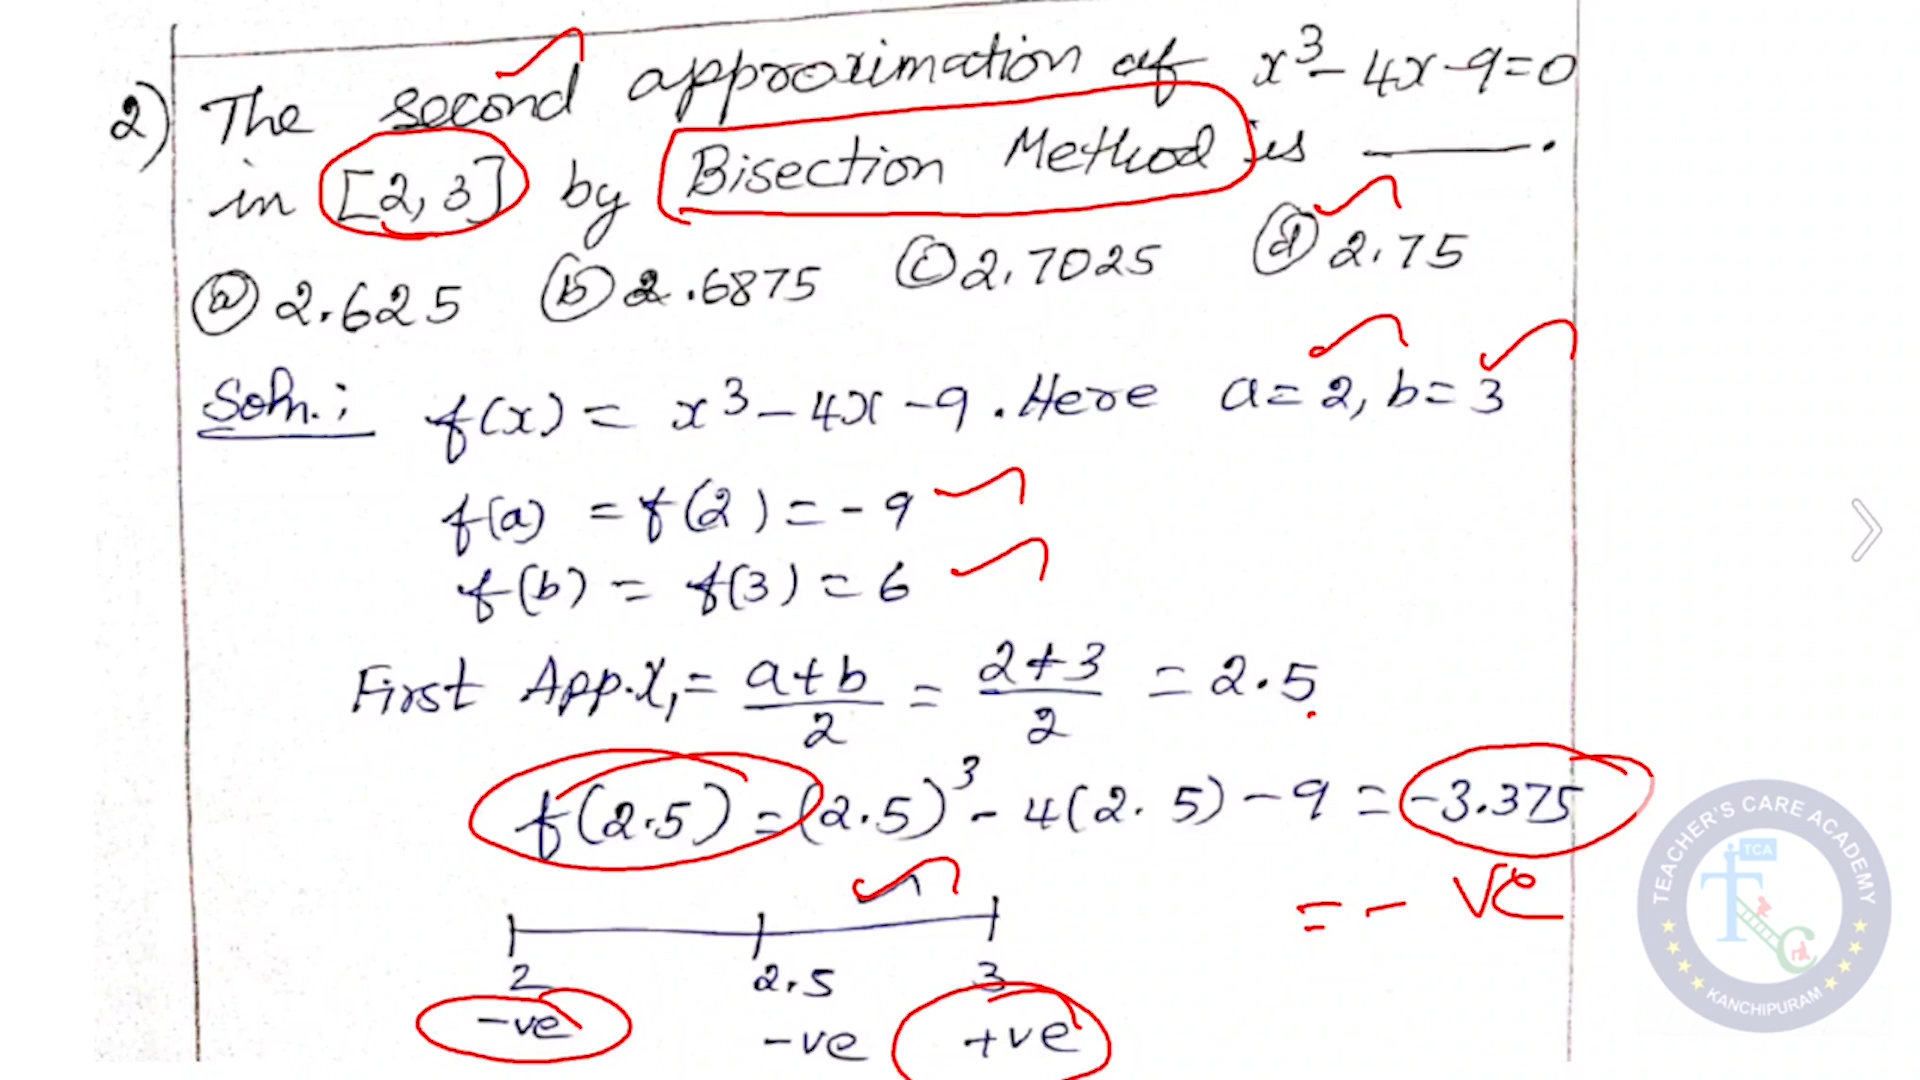 2) The second approximation of x³ - 4x - 9 = 0
in [2, 3] by Bisection Method is ———.
(a) 2.625 (b) 2.6875 (c) 2.7025 (d) 2.75
Soln.: f(x) = x³ - 4x - 9. Here a = 2, b = 3
f(a) = f(2) = - 9
f(b) = f(3) = 6
First App. x₁ = (a+b)/2 = (2+3)/2 = 2.5
f(2.5) = (2.5)³ - 4(2.5) - 9 = -3.375
= - ve
2 2.5 3
-ve -ve +ve
TEACHER'S CARE ACADEMY
TCA
KANCHIPURAM